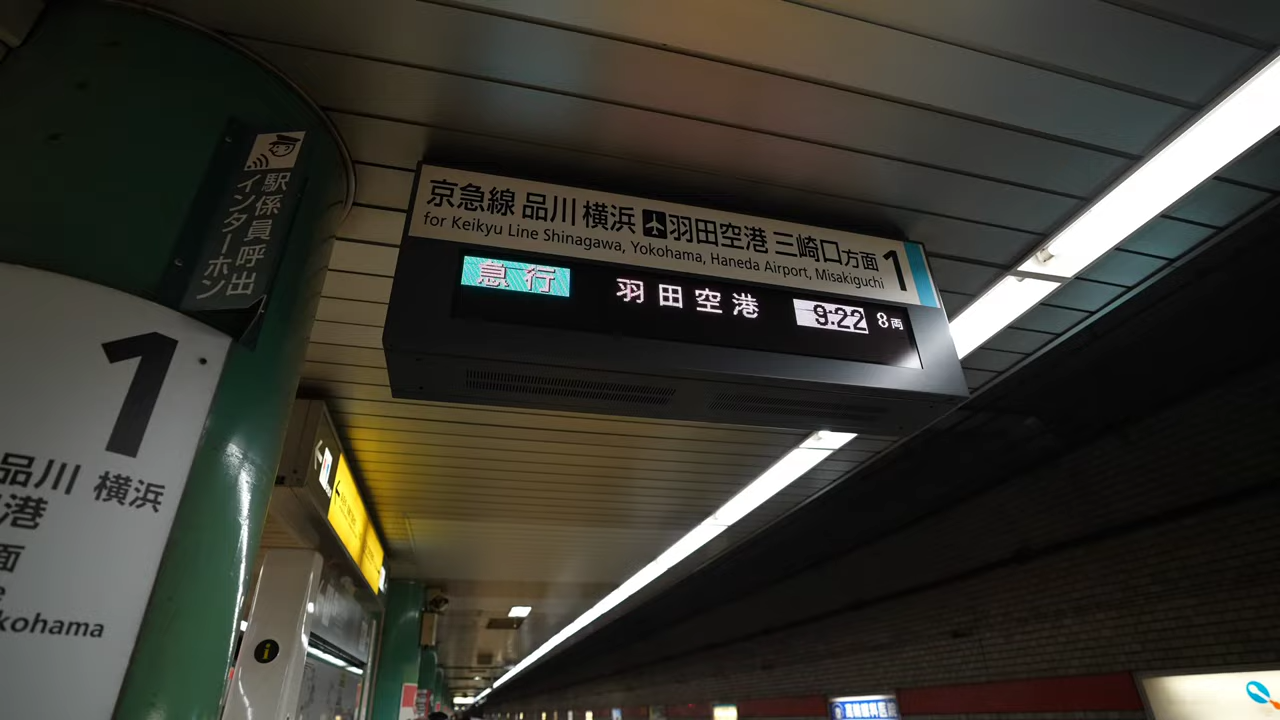 京急線 品川 横浜 羽田空港 三崎口方面 1
for Keikyu Line Shinagawa, Yokohama, Haneda Airport, Misakiguchi
急行 羽田空港 9:22 8両
駅係員呼出
インターホン
1
品川 横浜
港
面
kohama
i